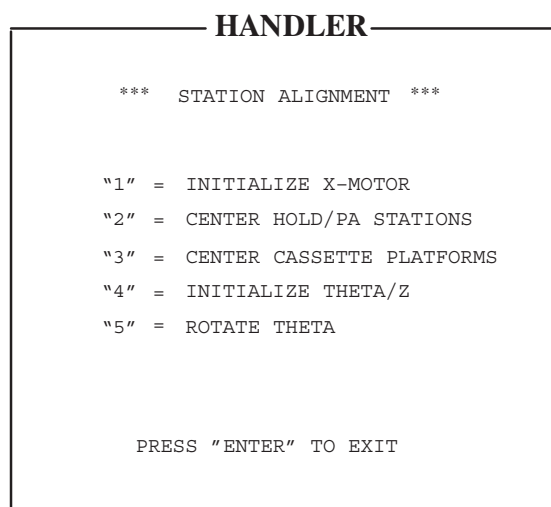 HANDLER
*** STATION ALIGNMENT ***
“1” = INITIALIZE X−MOTOR
“2” = CENTER HOLD/PA STATIONS
“3” = CENTER CASSETTE PLATFORMS
“4” = INITIALIZE THETA/Z
“5” = ROTATE THETA
PRESS ”ENTER” TO EXIT